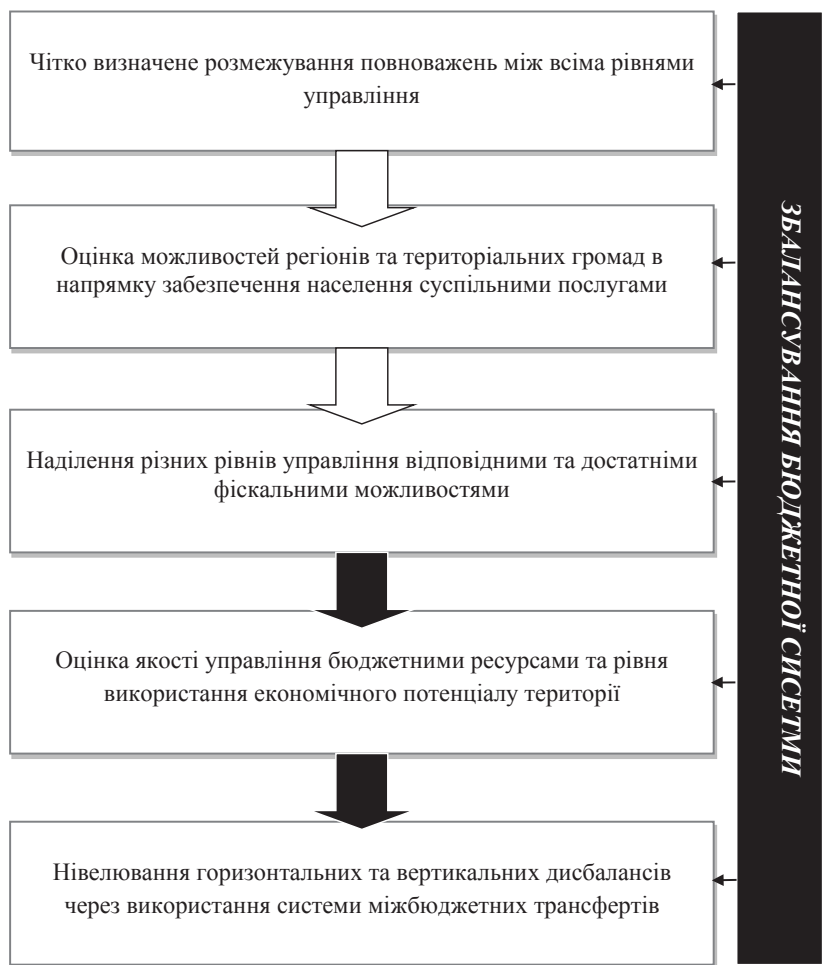 Чітко визначене розмежування повноважень між всіма рівнями
управління
Оцінка можливостей регіонів та територіальних громад в
напрямку забезпечення населення суспільними послугами
Наділення різних рівнів управління відповідними та достатніми
фіскальними можливостями
Оцінка якості управління бюджетними ресурсами та рівня
використання економічного потенціалу території
Нівелювання горизонтальних та вертикальних дисбалансів
через використання системи міжбюджетних трансфертів
ЗБАЛАНСУВАННЯ БЮДЖЕТНОЇ СИСЕТМИ